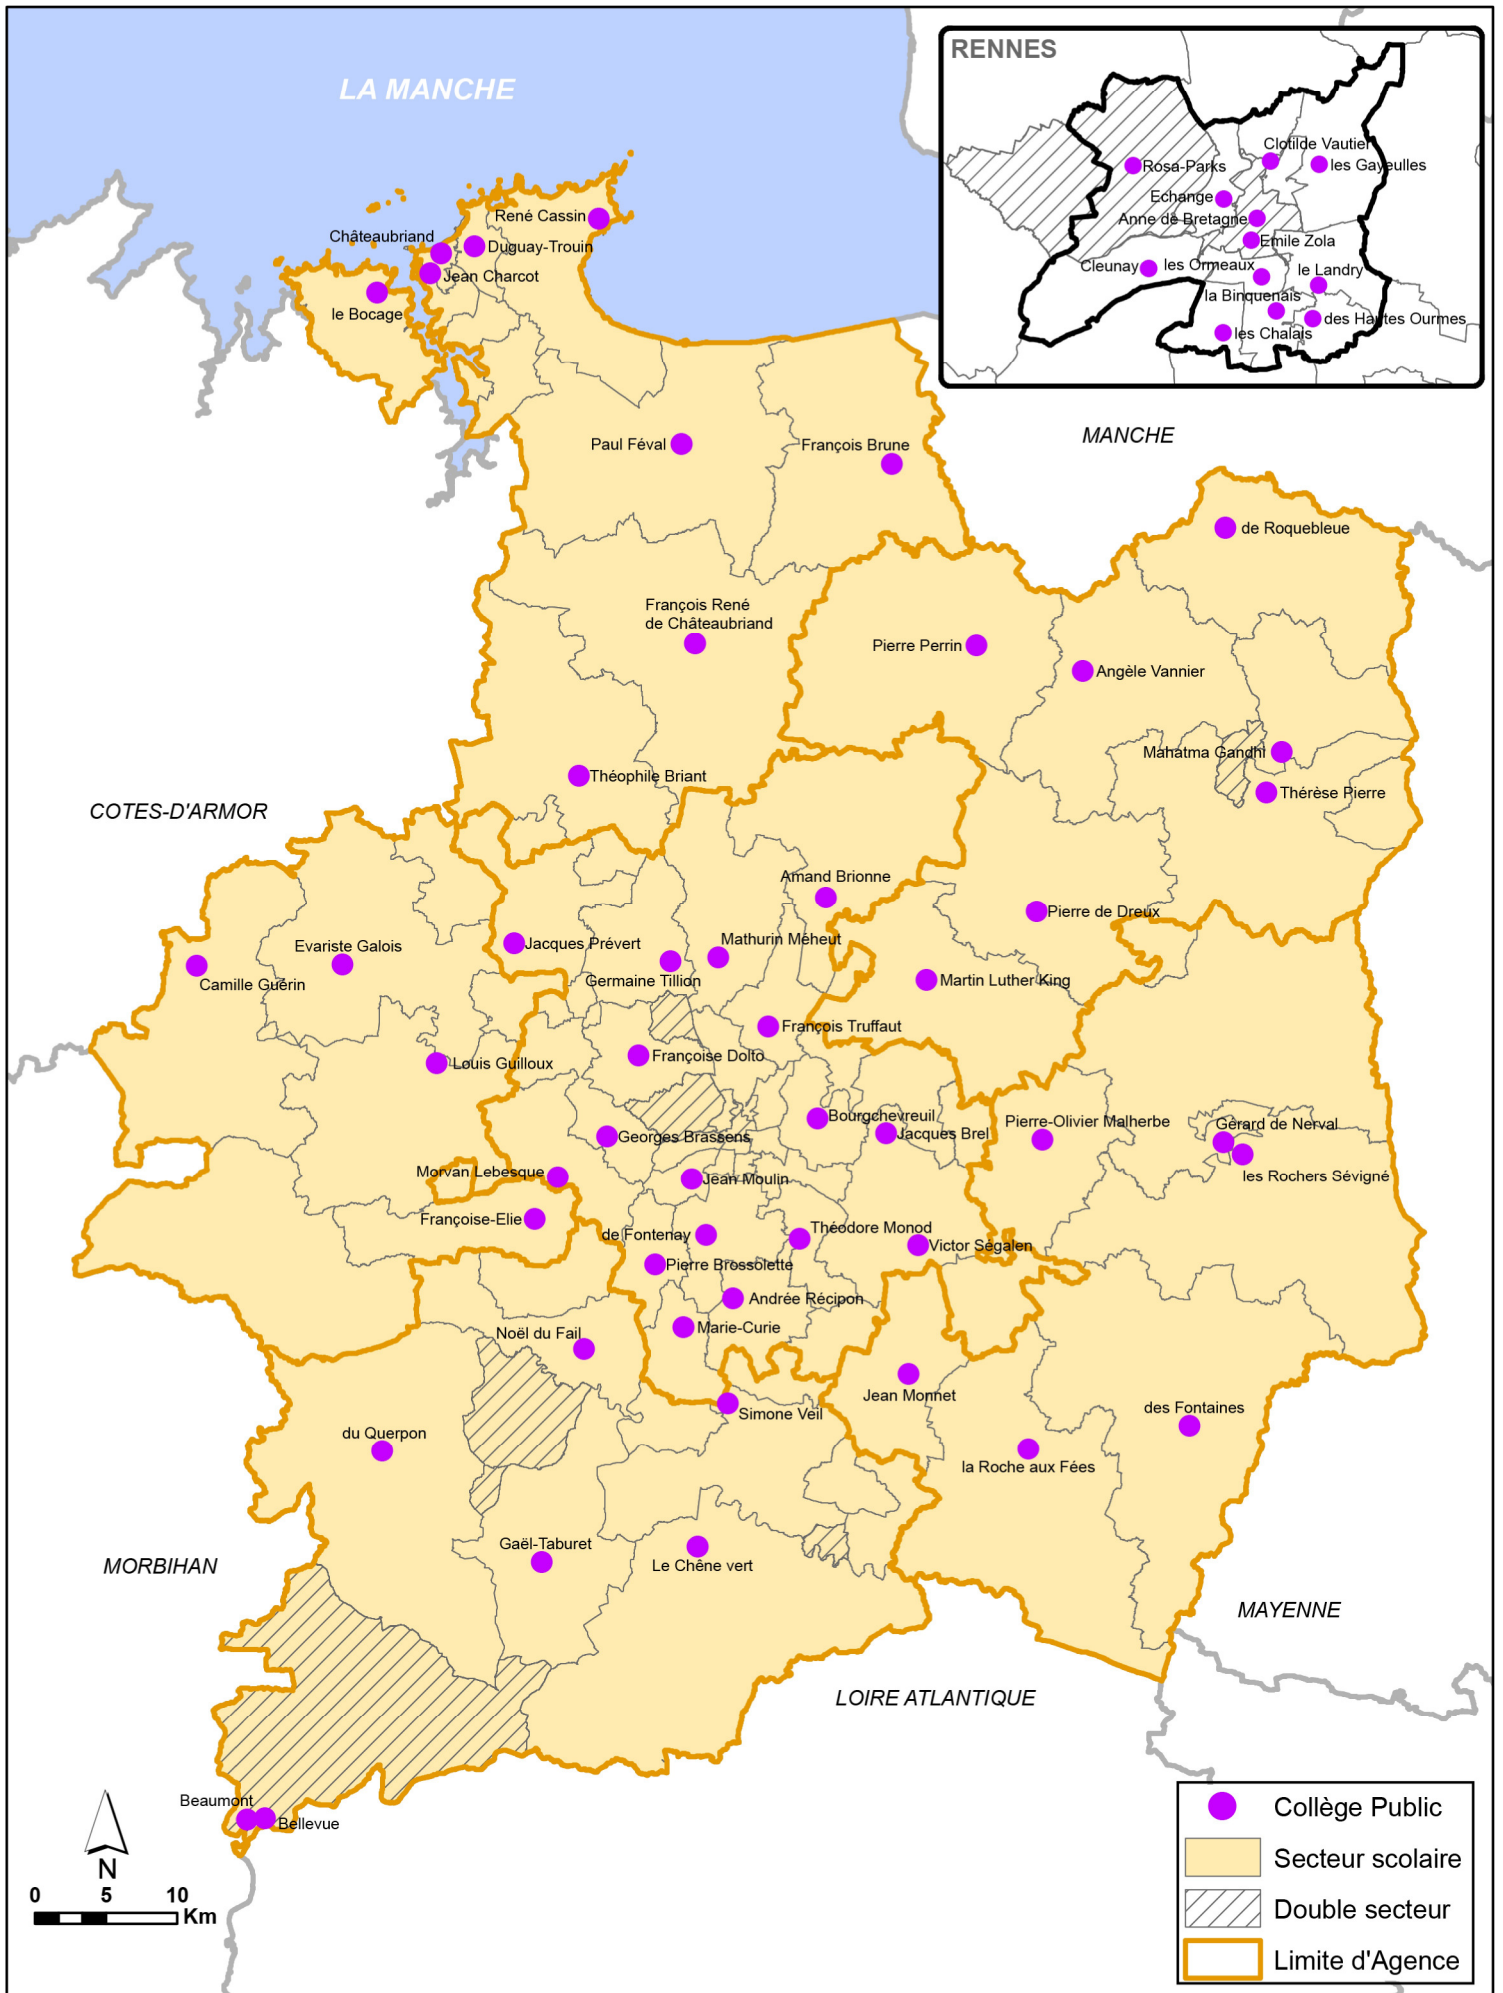 RENNES
LA MANCHE
Clotilde Vautier
Rosa-Parks
les Gayeulles
Echange
Anne de Bretagne
Emile Zola
Cleunay
les Ormeaux
le Landry
la Binquenais
des Hautes Ourmes
les Chalais
René Cassin
Châteaubriand
Duguay-Trouin
Jean Charcot
le Bocage
MANCHE
Paul Féval
François Brune
de Roquebleue
François René
de Châteaubriand
Pierre Perrin
Angèle Vannier
Mahatma Gandhi
Théophile Briant
Thérèse Pierre
COTES-D'ARMOR
Amand Brionne
Pierre de Dreux
Evariste Galois
Jacques Prévert
Mathurin Méheut
Camille Guérin
Germaine Tillion
Martin Luther King
François Truffaut
Louis Guilloux
Françoise Dolto
Bourgchevreuil
Pierre-Olivier Malherbe
Gérard de Nerval
Georges Brassens
Jacques Brel
Morvan Lebesque
Jean Moulin
les Rochers Sévigné
Françoise-Elie
de Fontenay
Théodore Monod
Victor Ségalen
Pierre Brossolette
Andrée Récipon
Noël du Fail
Marie-Curie
Jean Monnet
Simone Veil
des Fontaines
du Querpon
la Roche aux Fées
Gaël-Taburet
Le Chêne vert
MORBIHAN
MAYENNE
LOIRE ATLANTIQUE
Beaumont
Bellevue
N
0 5 10
Km
Collège Public
Secteur scolaire
Double secteur
Limite d'Agence